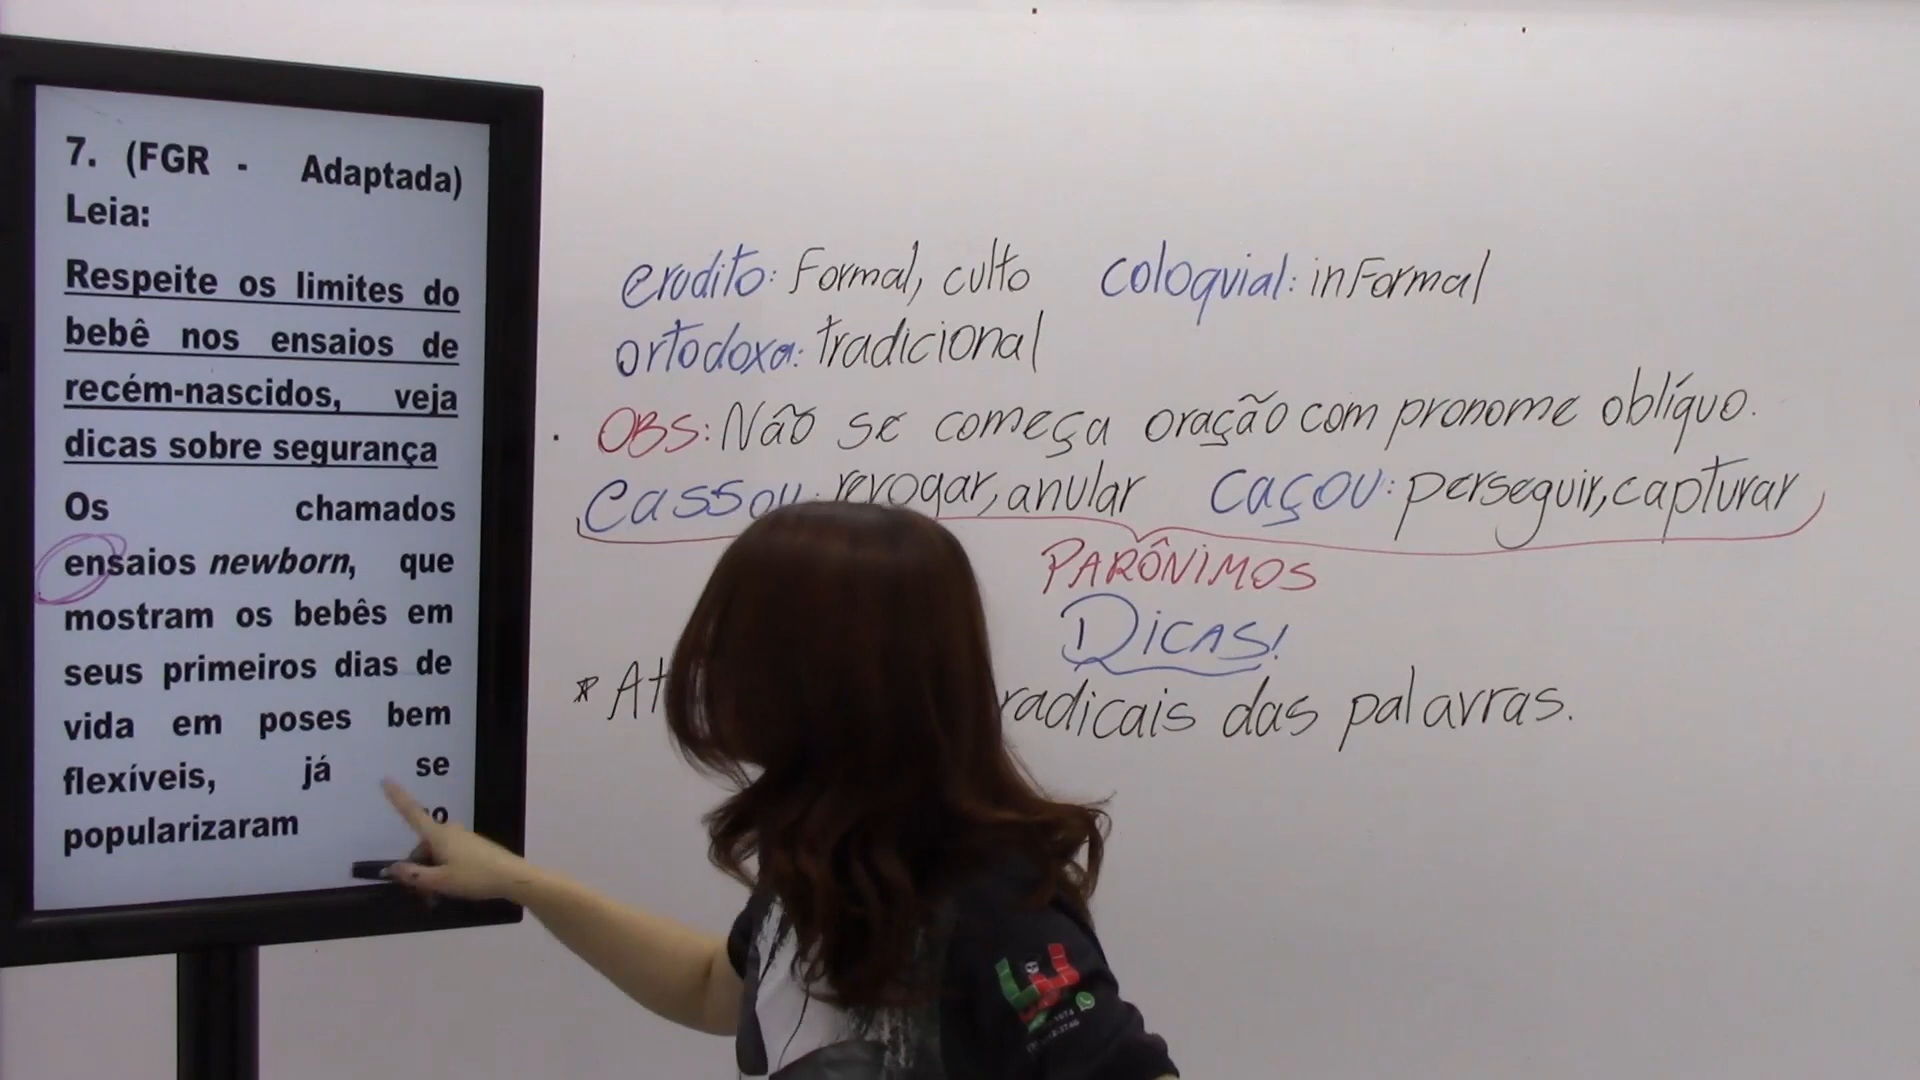 7. (FGR - Adaptada)
Leia:
Respeite os limites do
bebê nos ensaios de
recém-nascidos, veja
dicas sobre segurança
Os chamados
ensaios newborn, que
mostram os bebês em
seus primeiros dias de
vida em poses bem
flexíveis, já se
popularizaram
erudito: Formal, culto coloquial: inFormal
ortodoxa: tradicional
OBS: Não se começa oração com pronome oblíquo.
Cassou: revogar, anular Caçou: perseguir, capturar
PARÔNIMOS
DICAS!
* At radicais das palavras.